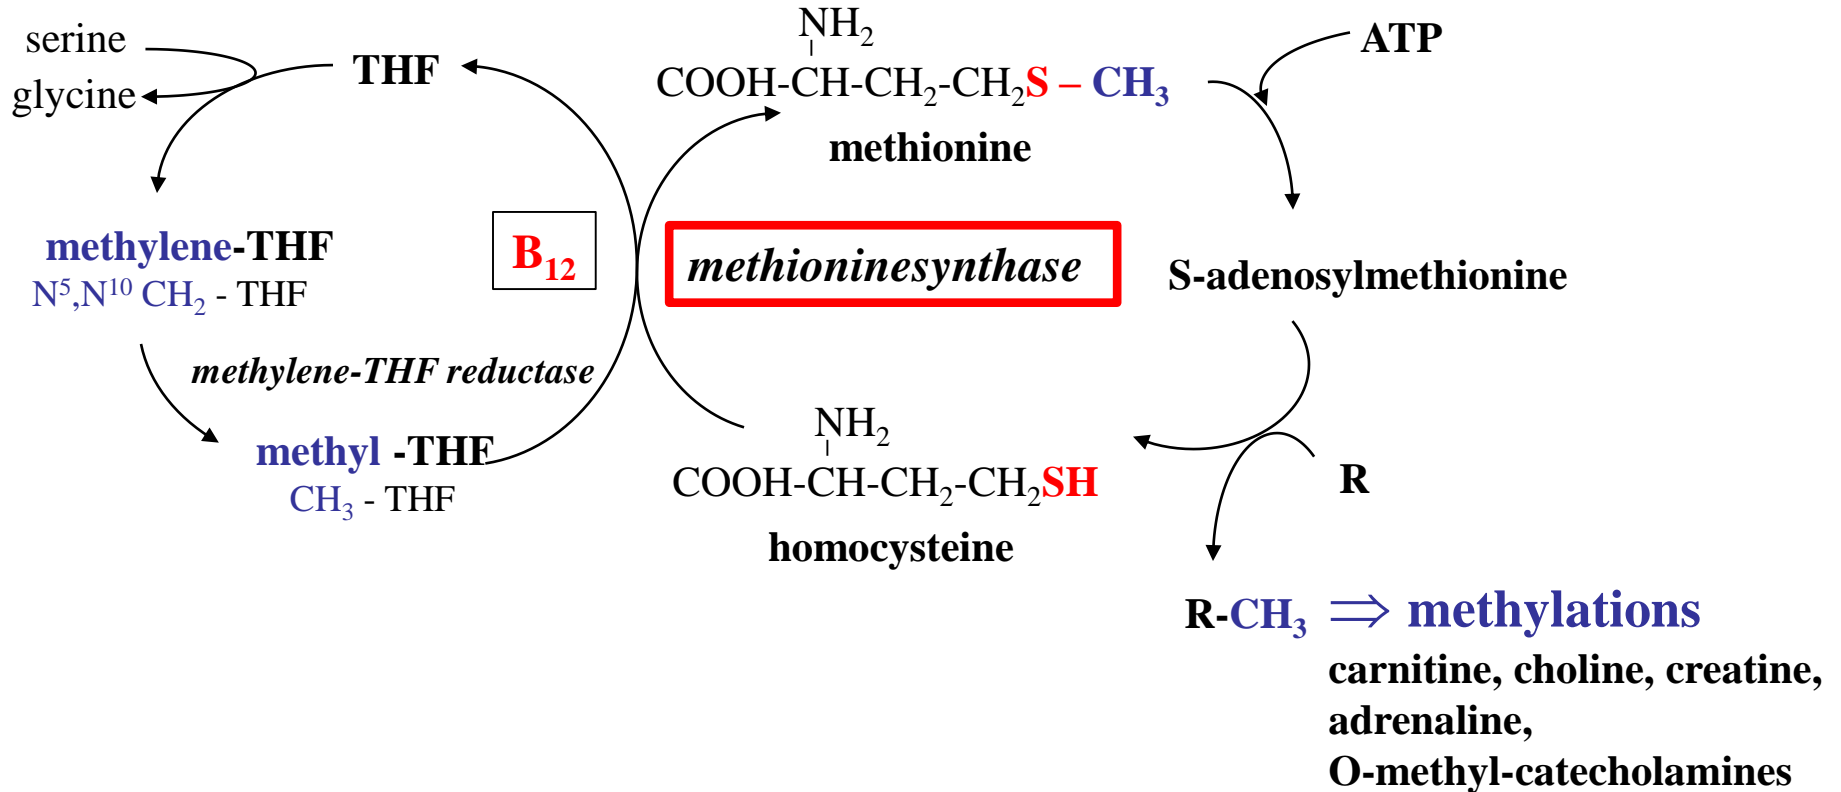 serine
glycine
THF
NH₂
COOH-CH-CH₂-CH₂S – CH₃
methionine
ATP
methylene-THF
N⁵,N¹⁰ CH₂ - THF
B₁₂
methioninesynthase
S-adenosylmethionine
methylene-THF reductase
methyl -THF
CH₃ - THF
NH₂
COOH-CH-CH₂-CH₂SH
homocysteine
R
R-CH₃ ⇒ methylations
carnitine, choline, creatine,
adrenaline,
O-methyl-catecholamines